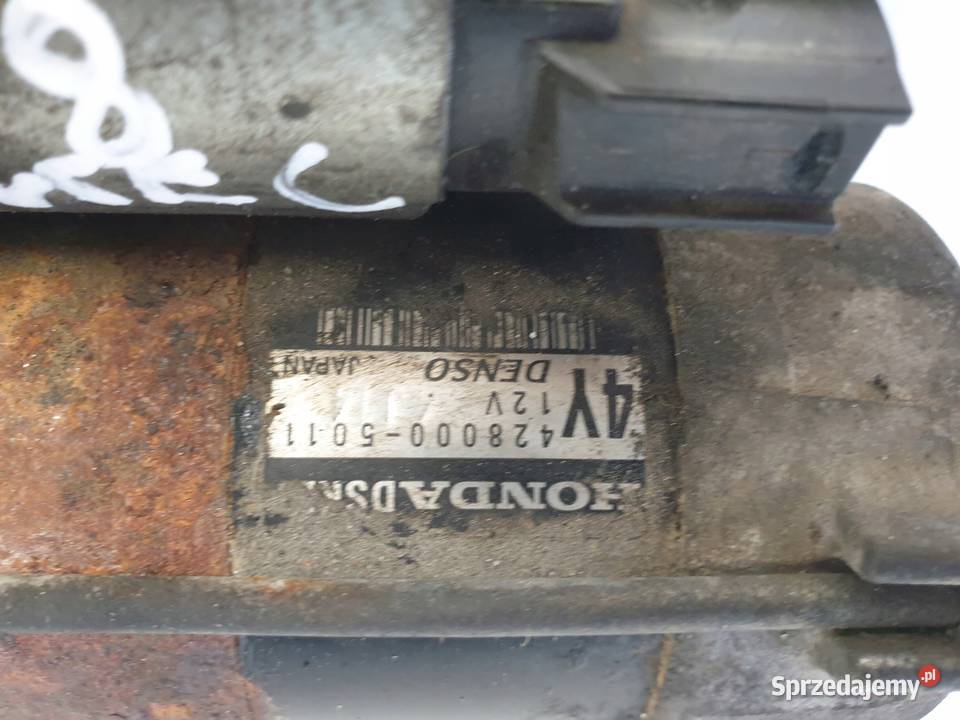 HONDA
428000-5011
4Y 12V
DENSO JAPAN
Sprzedajemy.pl